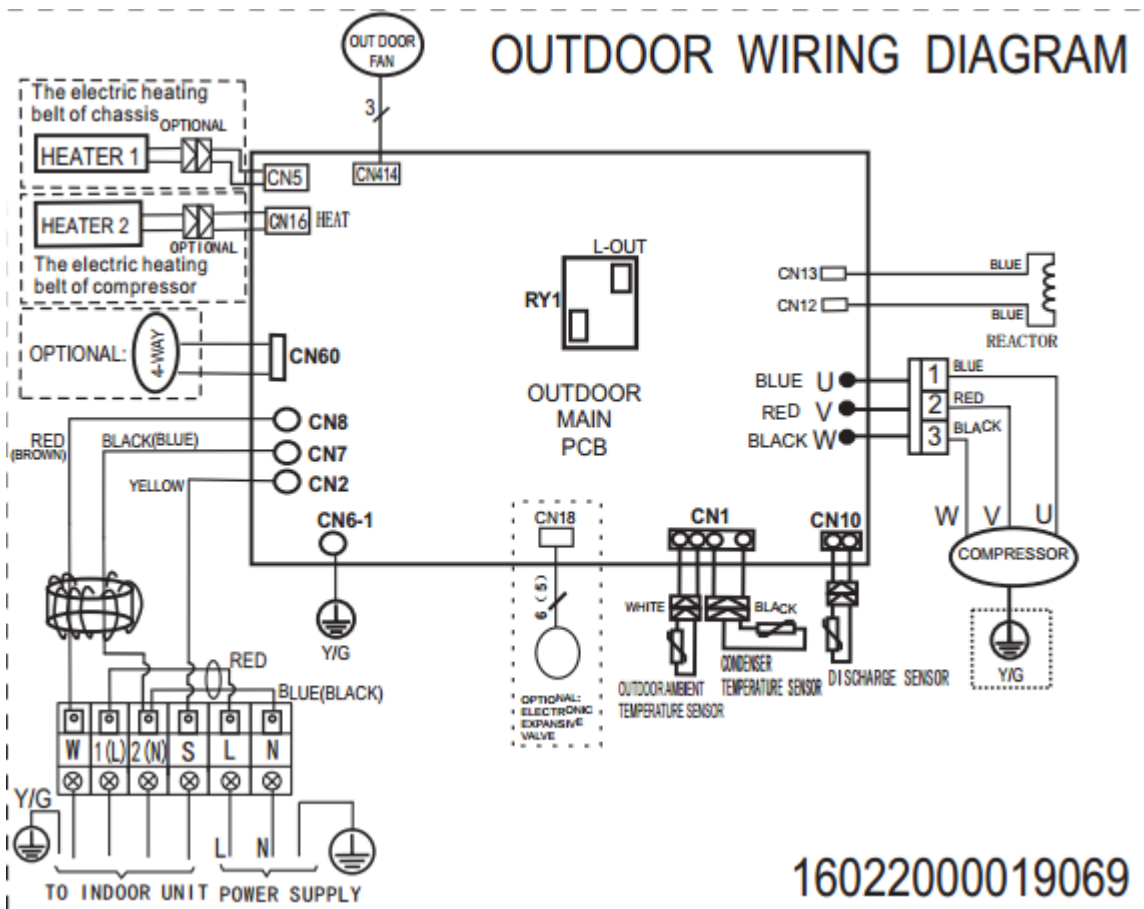 OUTDOOR WIRING DIAGRAM
OUT DOOR
FAN
3
The electric heating
belt of chassis
OPTIONAL
HEATER 1
CN5
CN414
HEATER 2
CN16
HEAT
OPTIONAL
The electric heating
belt of compressor
L-OUT
RY1
CN13
BLUE
CN12
BLUE
REACTOR
OPTIONAL:
4-WAY
CN60
OUTDOOR
MAIN
PCB
BLUE U
RED V
BLACK W
1
BLUE
2
RED
3
BLACK
RED
(BROWN)
BLACK(BLUE)
YELLOW
CN8
CN7
CN2
CN6-1
Y/G
CN18
6 (5)
OPTIONAL:
ELECTRONIC
EXPANSIVE
VALVE
CN1
CN10
WHITE
BLACK
OUTDOOR AMBIENT
TEMPERATURE SENSOR
CONDENSER
TEMPERATURE SENSOR
DISCHARGE SENSOR
W V U
COMPRESSOR
Y/G
RED
BLUE(BLACK)
W 1(L) 2(N) S L N
Y/G
L N
TO INDOOR UNIT POWER SUPPLY
16022000019069